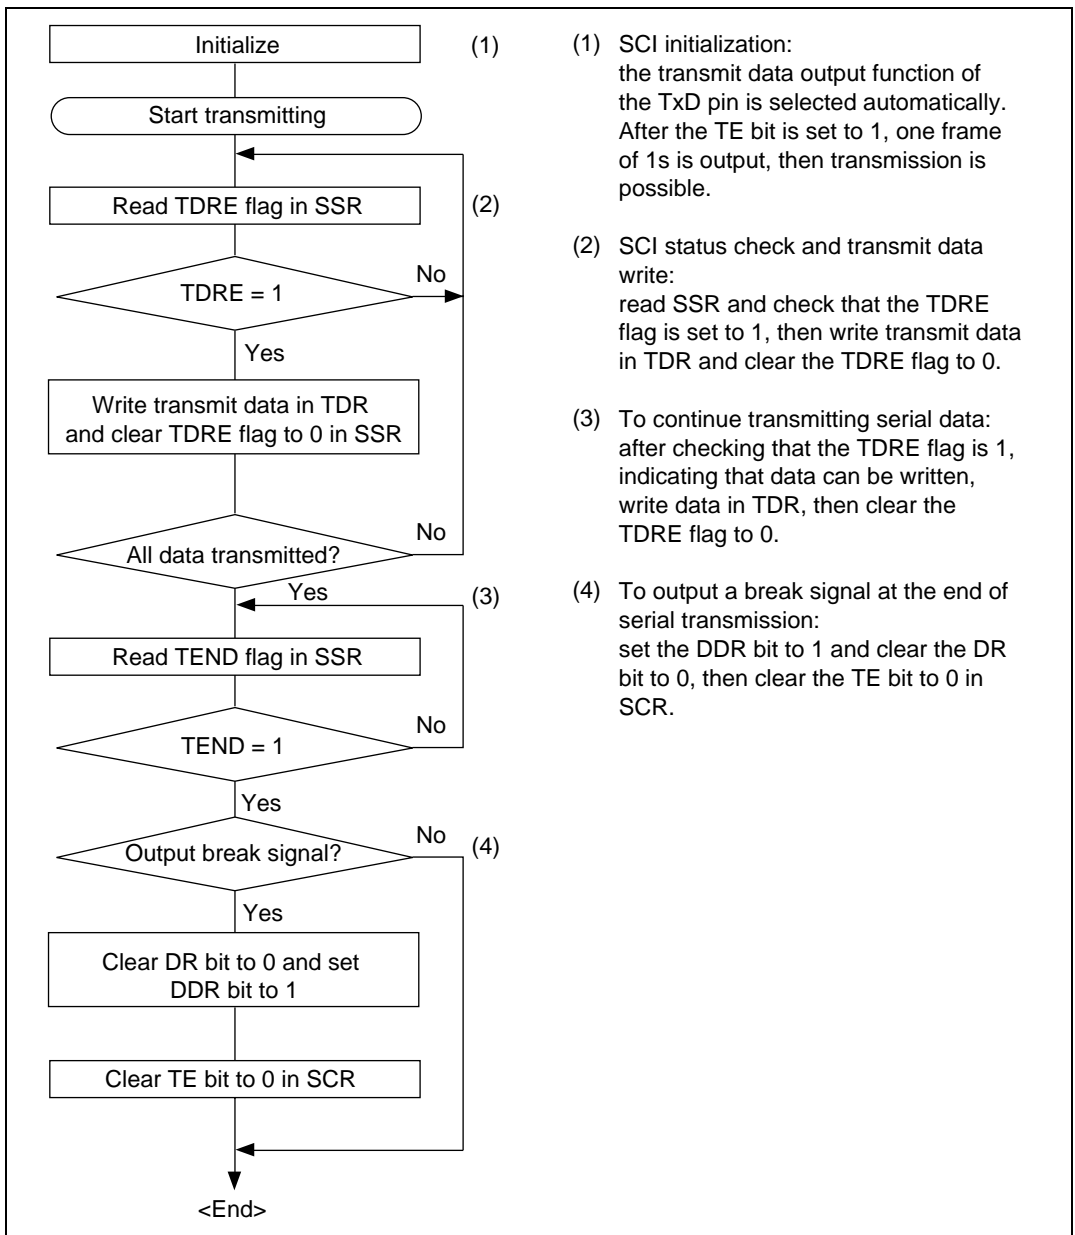 Initialize
(1)
Start transmitting
Read TDRE flag in SSR
(2)
TDRE = 1
No
Yes
Write transmit data in TDR
and clear TDRE flag to 0 in SSR
All data transmitted?
No
Yes
(3)
Read TEND flag in SSR
TEND = 1
No
Yes
Output break signal?
No
(4)
Yes
Clear DR bit to 0 and set
DDR bit to 1
Clear TE bit to 0 in SCR
<End>
(1) SCI initialization:
the transmit data output function of
the TxD pin is selected automatically.
After the TE bit is set to 1, one frame
of 1s is output, then transmission is
possible.
(2) SCI status check and transmit data
write:
read SSR and check that the TDRE
flag is set to 1, then write transmit data
in TDR and clear the TDRE flag to 0.
(3) To continue transmitting serial data:
after checking that the TDRE flag is 1,
indicating that data can be written,
write data in TDR, then clear the
TDRE flag to 0.
(4) To output a break signal at the end of
serial transmission:
set the DDR bit to 1 and clear the DR
bit to 0, then clear the TE bit to 0 in
SCR.